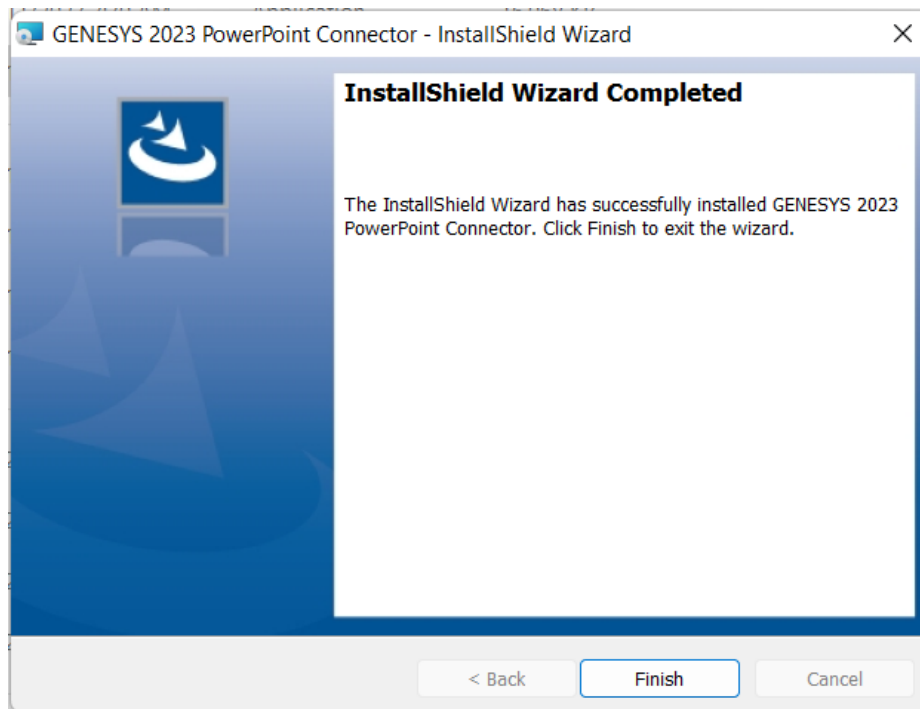 GENESYS 2023 PowerPoint Connector - InstallShield Wizard
InstallShield Wizard Completed
The InstallShield Wizard has successfully installed GENESYS 2023
PowerPoint Connector. Click Finish to exit the wizard.
< Back
Finish
Cancel